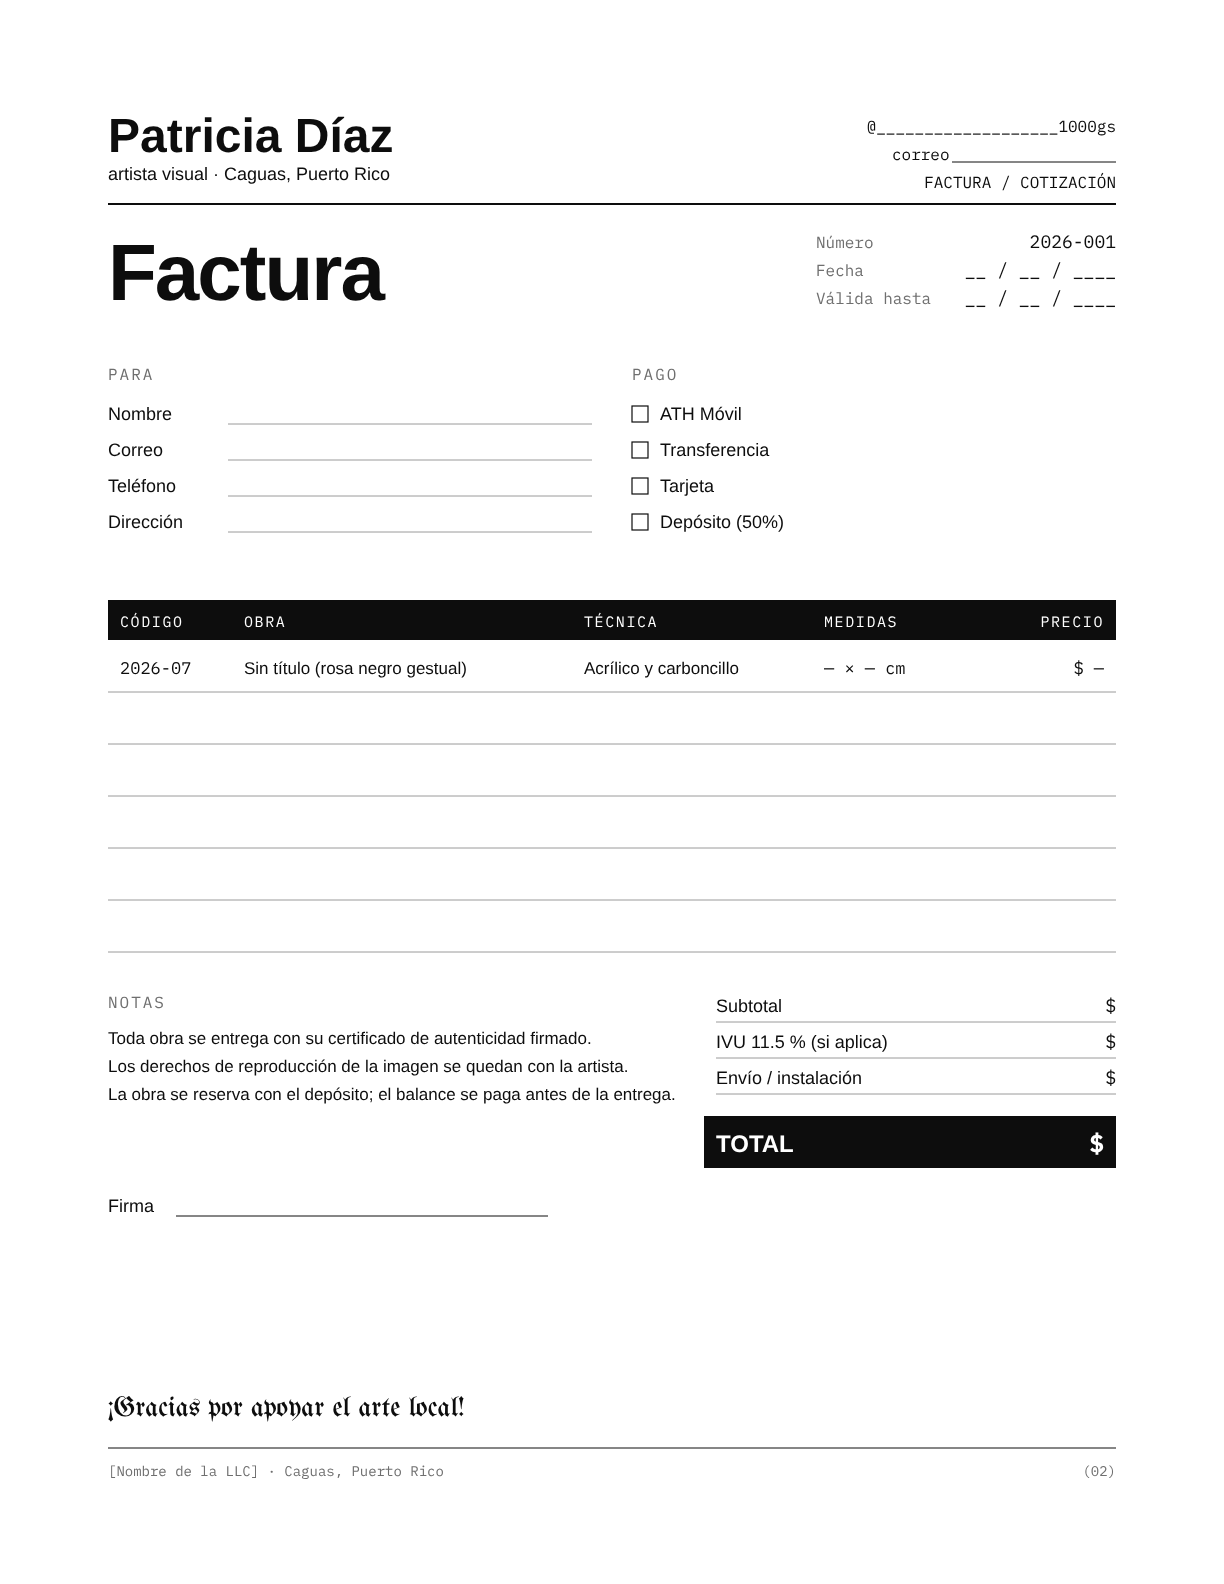 Patricia Díaz
artista visual · Caguas, Puerto Rico
@___________________1000gs
correo
FACTURA / COTIZACIÓN
Factura
Número 2026-001
Fecha __ / __ / ____
Válida hasta __ / __ / ____
PARA
Nombre
Correo
Teléfono
Dirección
PAGO
ATH Móvil
Transferencia
Tarjeta
Depósito (50%)
CÓDIGO OBRA TÉCNICA MEDIDAS PRECIO
2026-07 Sin título (rosa negro gestual) Acrílico y carboncillo — × — cm $ —
NOTAS
Toda obra se entrega con su certificado de autenticidad firmado.
Los derechos de reproducción de la imagen se quedan con la artista.
La obra se reserva con el depósito; el balance se paga antes de la entrega.
Subtotal $
IVU 11.5 % (si aplica) $
Envío / instalación $
TOTAL $
Firma
¡Gracias por apoyar el arte local!
[Nombre de la LLC] · Caguas, Puerto Rico (02)